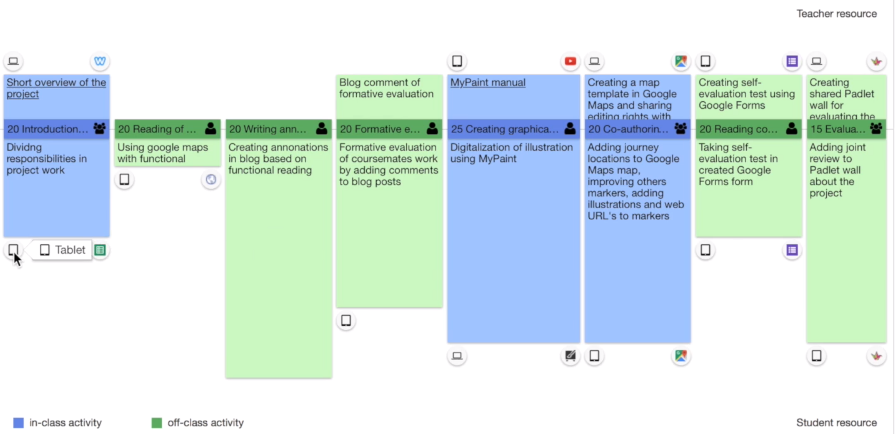 Teacher resource
Short overview of the
project
20 Introduction...
Dividng
responsibilities in
project work
Tablet
20 Reading of ...
Using google maps
with functional
20 Writing ann...
Creating annonations
in blog based on
functional reading
Blog comment of
formative evaluation
20 Formative e...
Formative evaluation
of coursemates work
by adding comments
to blog posts
MyPaint manual
25 Creating graphica...
Digitalization of illustration
using MyPaint
Creating a map
template in Google
Maps and sharing
editing rights with
20 Co-authorin...
Adding journey
locations to Google
Maps map,
improving others
markers, adding
illustrations and web
URL's to markers
Creating self-
evaluation test using
Google Forms
20 Reading co...
Taking self-
evaluation test in
created Google
Forms form
Creating
shared Padlet
wall for
evaluating the
15 Evalua...
Adding joint
review to
Padlet wall
about the
project
in-class activity
off-class activity
Student resource